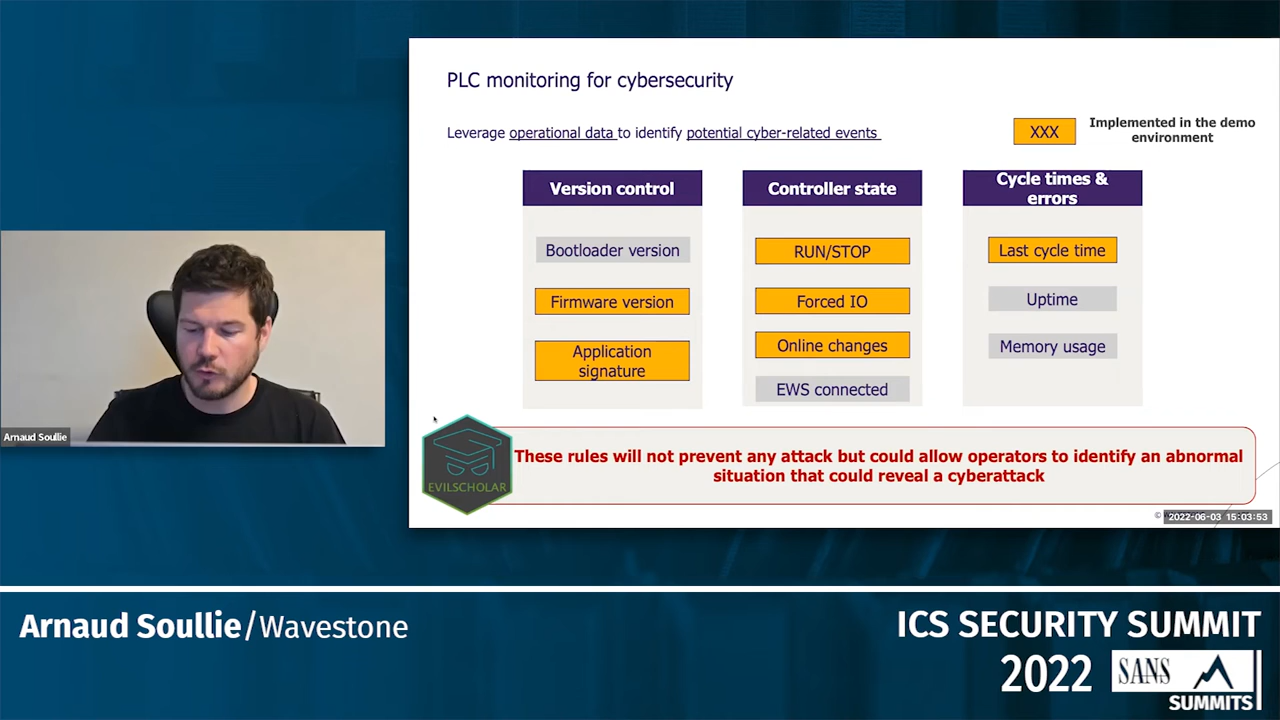 PLC monitoring for cybersecurity
Leverage operational data to identify potential cyber-related events
XXX
Implemented in the demo
environment
Version control
Bootloader version
Firmware version
Application
signature
Controller state
RUN/STOP
Forced IO
Online changes
EWS connected
Cycle times &
errors
Last cycle time
Uptime
Memory usage
Arnaud Soullie
EVILSCHOLAR
These rules will not prevent any attack but could allow operators to identify an abnormal
situation that could reveal a cyberattack
©
2022-06-03 15:03:53
Arnaud Soullie/Wavestone
ICS SECURITY SUMMIT
2022
SANS
SUMMITS